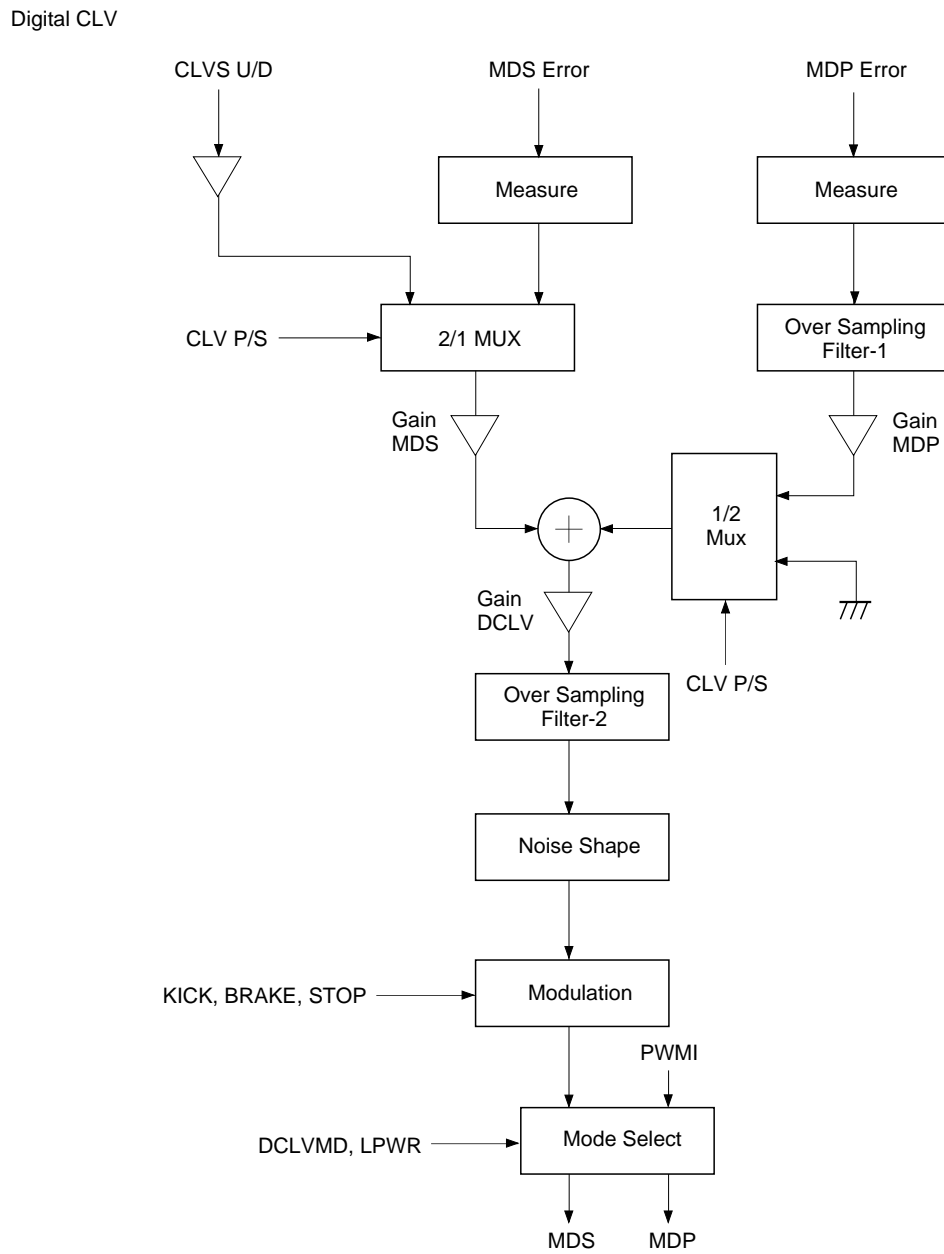 Digital CLV
CLVS U/D
MDS Error
MDP Error
Measure
Measure
CLV P/S
2/1 MUX
Over Sampling
Filter-1
Gain
MDS
Gain
MDP
1/2
Mux
Gain
DCLV
CLV P/S
Over Sampling
Filter-2
Noise Shape
KICK, BRAKE, STOP
Modulation
PWMI
DCLVMD, LPWR
Mode Select
MDS
MDP